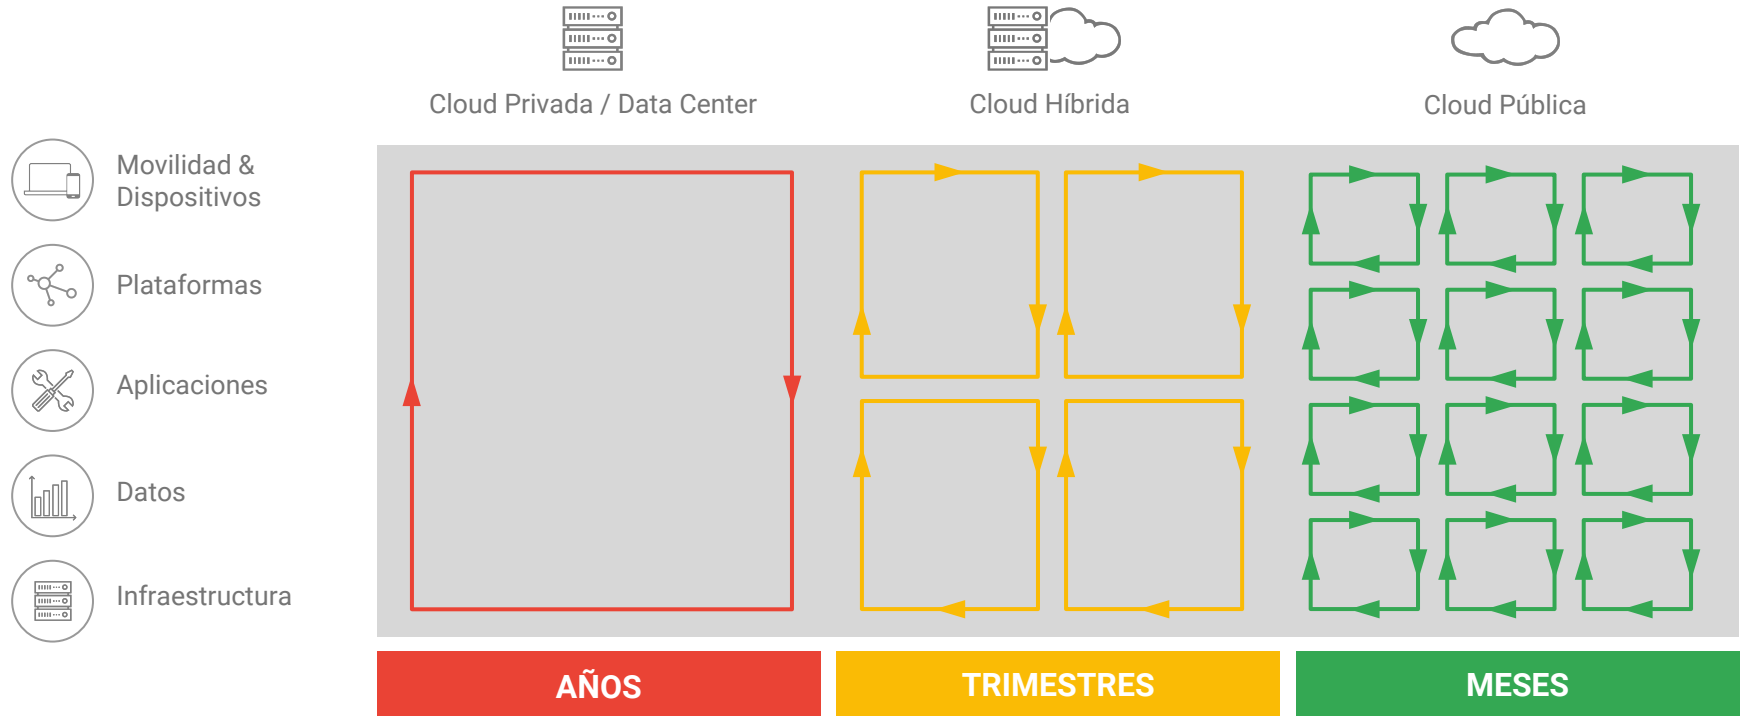 Cloud Privada / Data Center
Cloud Híbrida
Cloud Pública
Movilidad &
Dispositivos
Plataformas
Aplicaciones
Datos
Infraestructura
AÑOS
TRIMESTRES
MESES